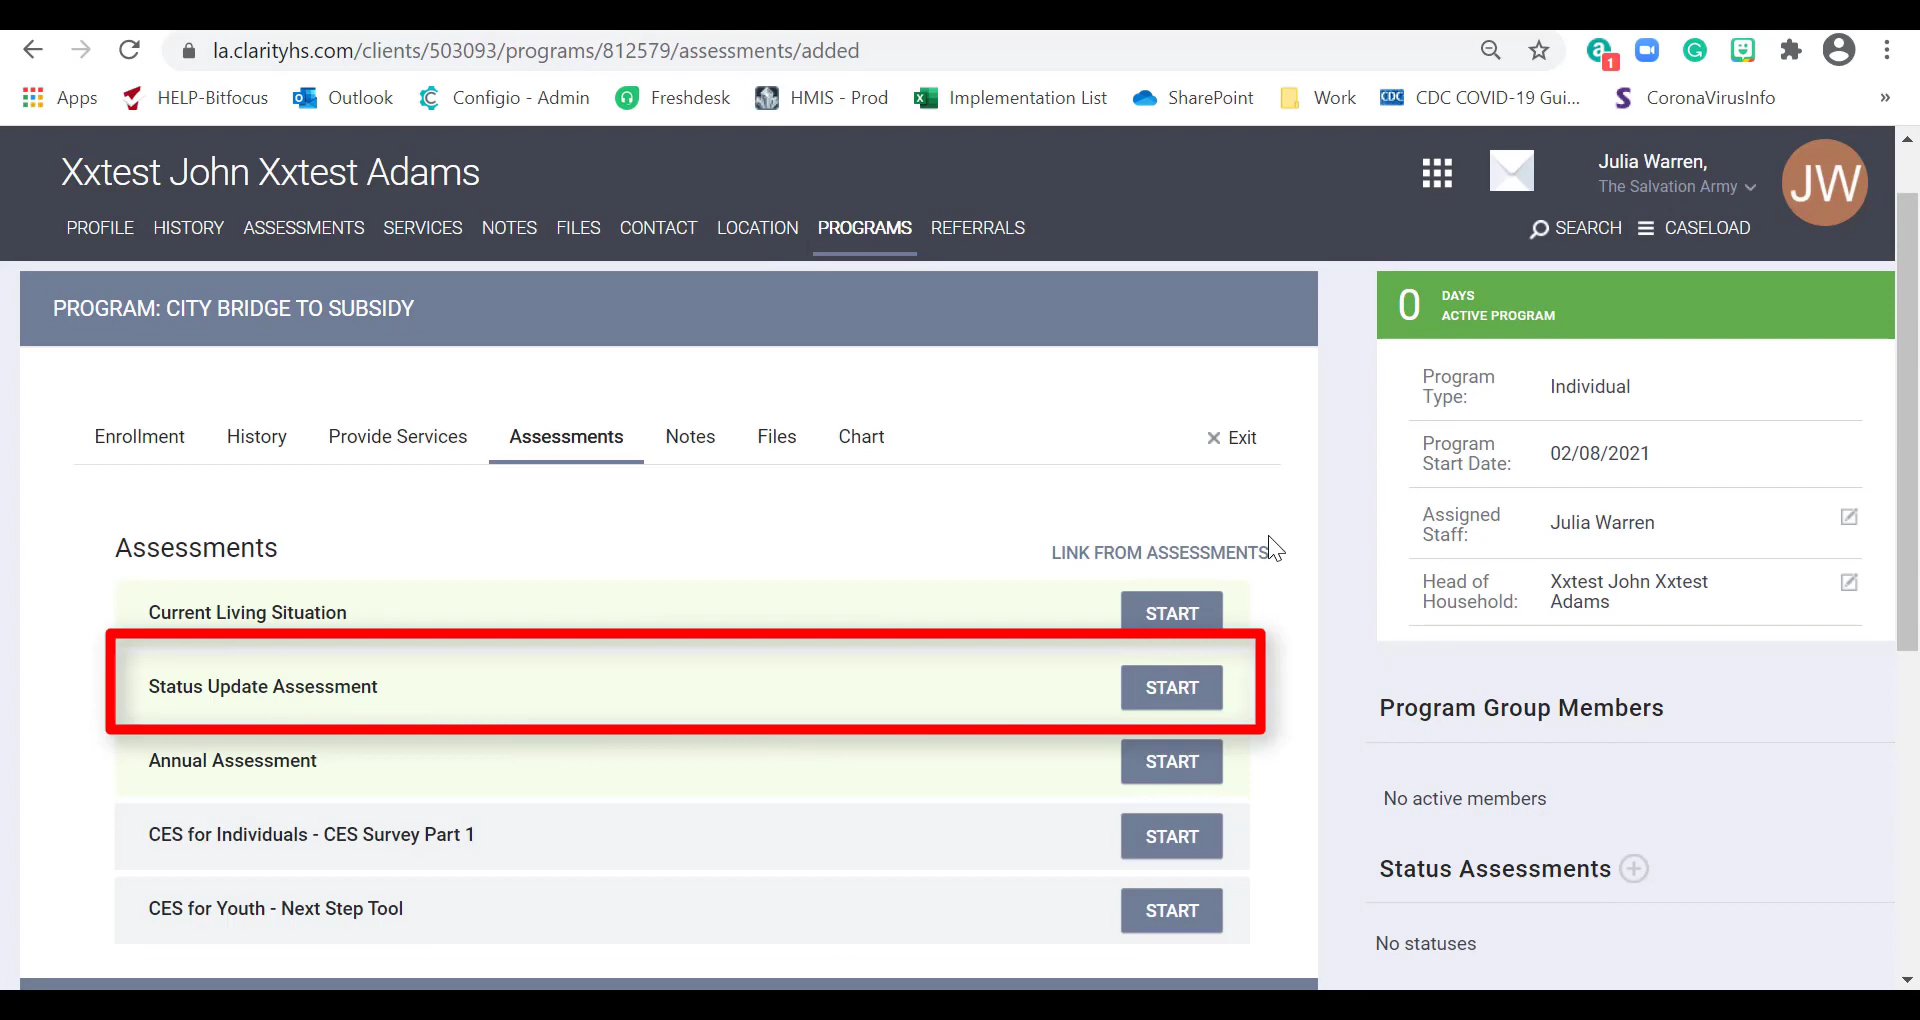 la.clarityhs.com/clients/503093/programs/812579/assessments/added
1
Apps HELP-Bitfocus Outlook Configio - Admin Freshdesk HMIS - Prod Implementation List SharePoint Work CDC CDC COVID-19 Gui... CoronaVirusInfo »
Xxtest John Xxtest Adams
Julia Warren,
The Salvation Army
JW
PROFILE HISTORY ASSESSMENTS SERVICES NOTES FILES CONTACT LOCATION PROGRAMS REFERRALS
SEARCH CASELOAD
PROGRAM: CITY BRIDGE TO SUBSIDY
Enrollment History Provide Services Assessments Notes Files Chart Exit
Assessments
LINK FROM ASSESSMENTS
Current Living Situation START
Status Update Assessment START
Annual Assessment START
CES for Individuals - CES Survey Part 1 START
CES for Youth - Next Step Tool START
0 DAYS
ACTIVE PROGRAM
Program
Type: Individual
Program
Start Date: 02/08/2021
Assigned
Staff: Julia Warren
Head of
Household: Xxtest John Xxtest
Adams
Program Group Members
No active members
Status Assessments
No statuses